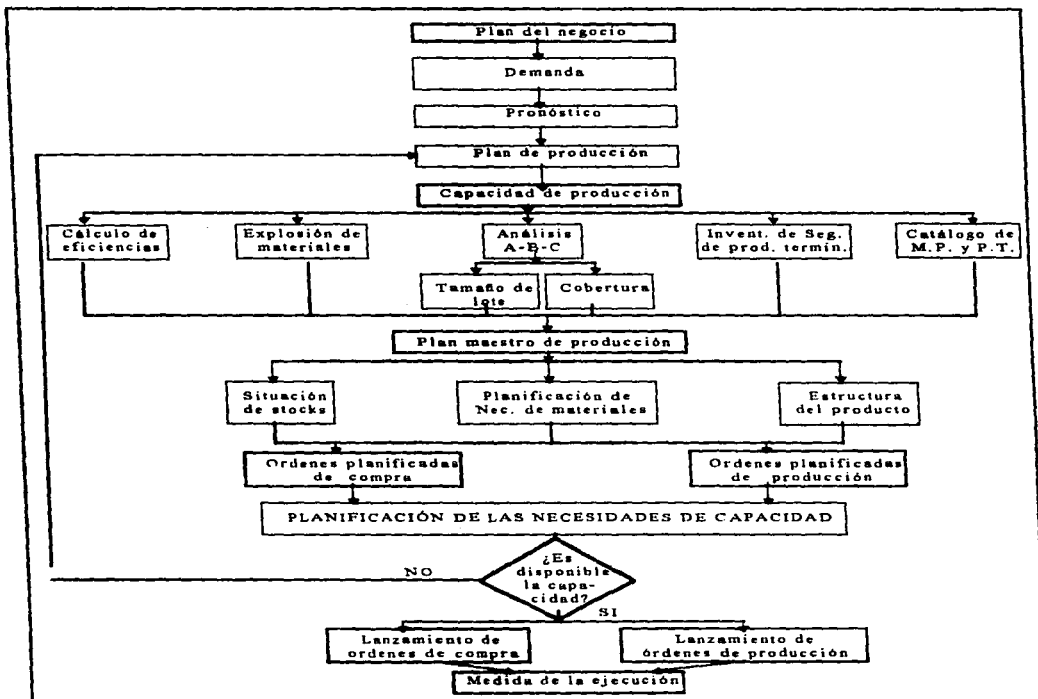 Plan del negocio
Demanda
Pronóstico
Plan de producción
Capacidad de producción
Cálculo de
eficiencias
Explosión de
materiales
Análisis
A-B-C
Invent. de Seg.
de prod. termin.
Catálogo de
M.P. y P.T.
Tamaño de
lote
Cobertura
Plan maestro de producción
Situación
de stocks
Planificación de
Nec. de materiales
Estructura
del producto
Ordenes planificadas
de compra
Ordenes planificadas
de producción
PLANIFICACIÓN DE LAS NECESIDADES DE CAPACIDAD
¿Es
disponible
la capa-
cidad?
NO
SI
Lanzamiento de
ordenes de compra
Lanzamiento de
órdenes de producción
Medida de la ejecución